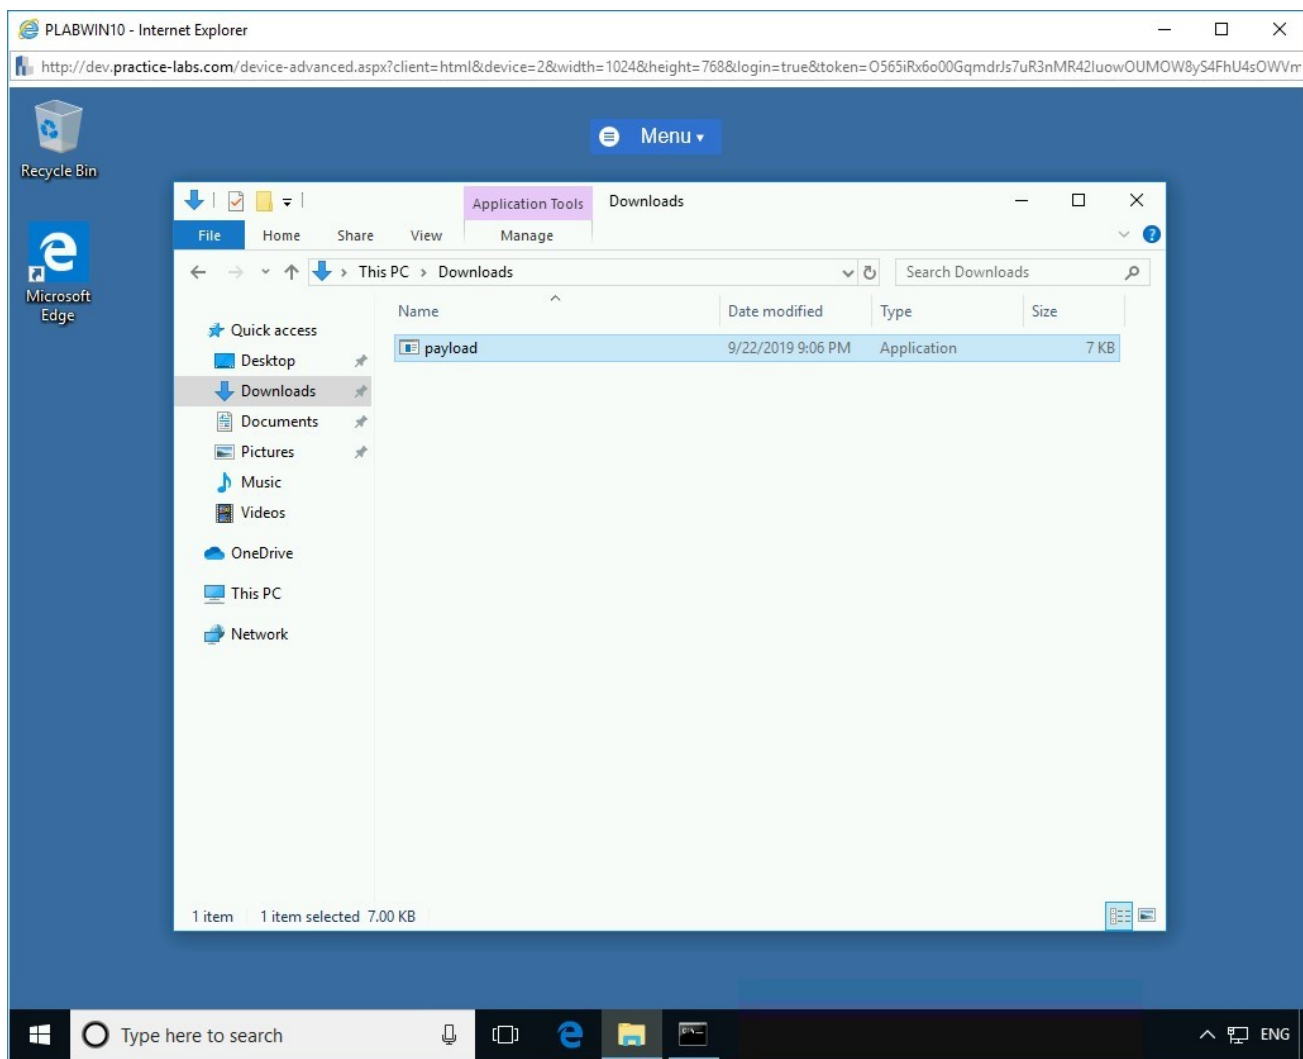 PLABWIN10 - Internet Explorer
http://dev.practice-labs.com/device-advanced.aspx?client=html&device=2&width=1024&height=768&login=true&token=O565iRx6o00GqmdrJs7uR3nMR42luowOUMOW8yS4FhU4sOWVm
Recycle Bin
Menu
Microsoft
Edge
Application Tools
Downloads
File
Home
Share
View
Manage
This PC
Downloads
Search Downloads
Name
Date modified
Type
Size
payload
9/22/2019 9:06 PM
Application
7 KB
Quick access
Desktop
Downloads
Documents
Pictures
Music
Videos
OneDrive
This PC
Network
1 item
1 item selected 7.00 KB
Type here to search
ENG